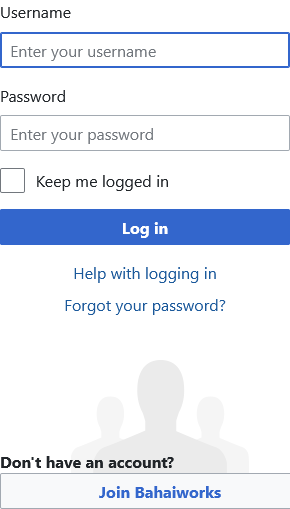 Username
Enter your username
Password
Enter your password
Keep me logged in
Log in
Help with logging in
Forgot your password?
Don't have an account?
Join Bahaiworks